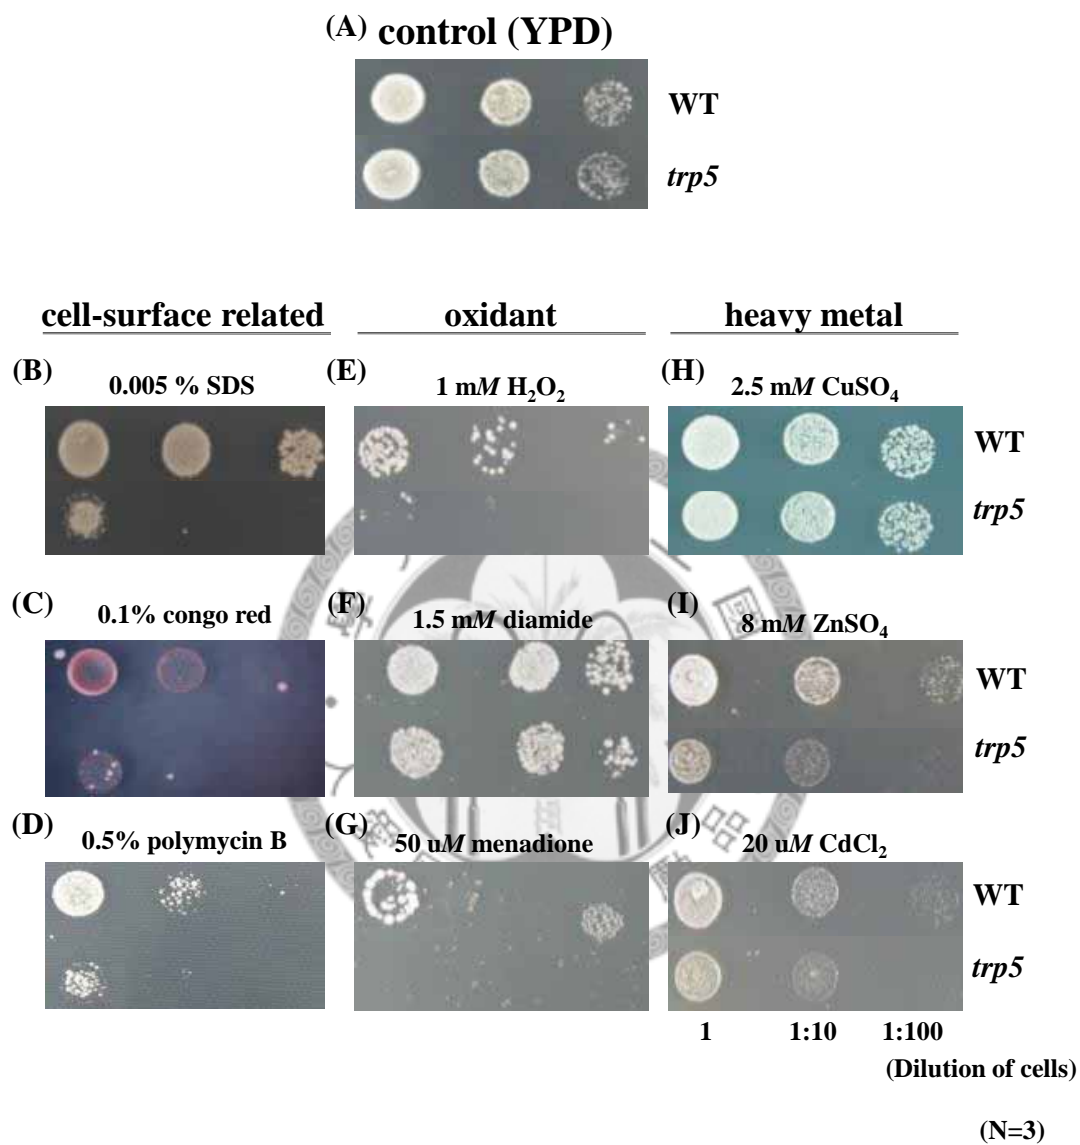 (A) control (YPD)
WT
trp5
cell-surface related
oxidant
heavy metal
(B) 0.005 % SDS
(E) 1 mM H₂O₂
(H) 2.5 mM CuSO₄
WT
trp5
(C) 0.1% congo red
(F) 1.5 mM diamide
(I) 8 mM ZnSO₄
WT
trp5
(D) 0.5% polymycin B
(G) 50 uM menadione
(J) 20 uM CdCl₂
WT
trp5
1 1:10 1:100
(Dilution of cells)
(N=3)